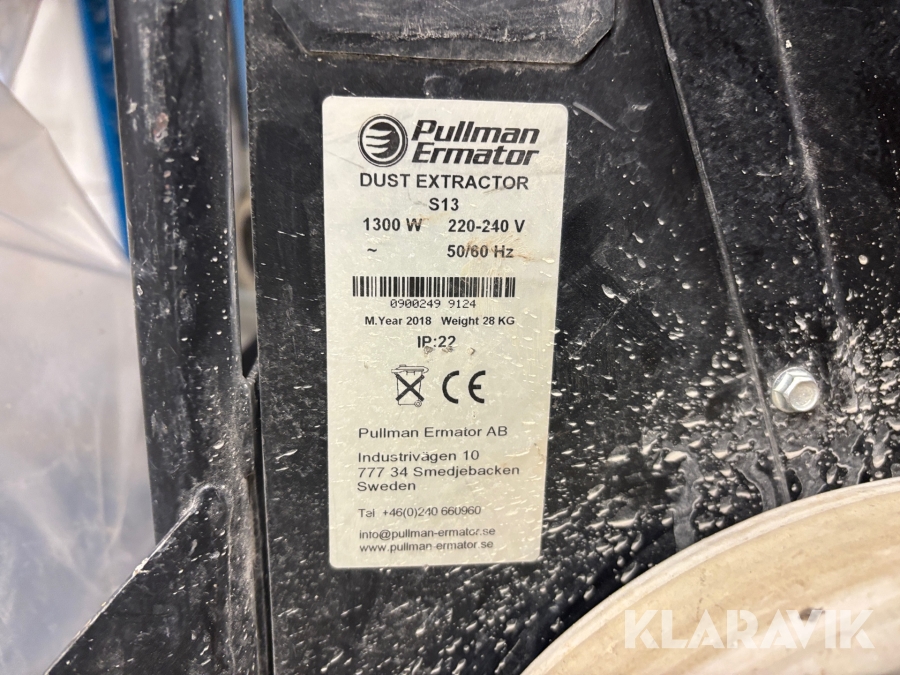 Pullman
Ermator
DUST EXTRACTOR
S13
1300 W 220-240 V
~ 50/60 Hz
0900249 9124
M.Year 2018 Weight 28 KG
IP:22
CE
Pullman Ermator AB
Industrivägen 10
777 34 Smedjebacken
Sweden
Tel +46(0)240 660960
info@pullman-ermator.se
www.pullman-ermator.se
KLARAVIK